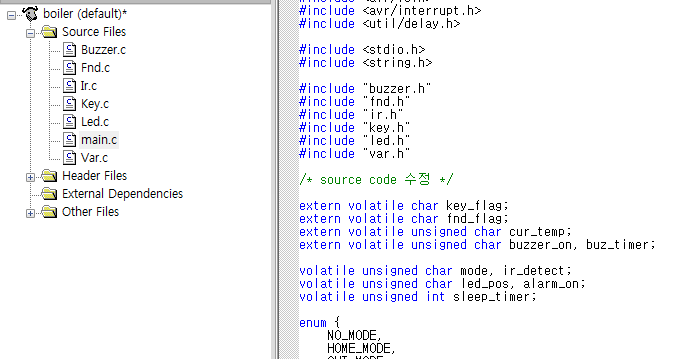 boiler (default)*
Source Files
Buzzer.c
Fnd.c
Ir.c
Key.c
Led.c
main.c
Var.c
Header Files
External Dependencies
Other Files
#include <avr/interrupt.h>
#include <util/delay.h>
#include <stdio.h>
#include <string.h>
#include "buzzer.h"
#include "fnd.h"
#include "ir.h"
#include "key.h"
#include "led.h"
#include "var.h"
/* source code 수정 */
extern volatile char key_flag;
extern volatile char fnd_flag;
extern volatile unsigned char cur_temp;
extern volatile unsigned char buzzer_on, buz_timer;
volatile unsigned char mode, ir_detect;
volatile unsigned char led_pos, alarm_on;
volatile unsigned int sleep_timer;
enum {
NO_MODE,
HOME_MODE,